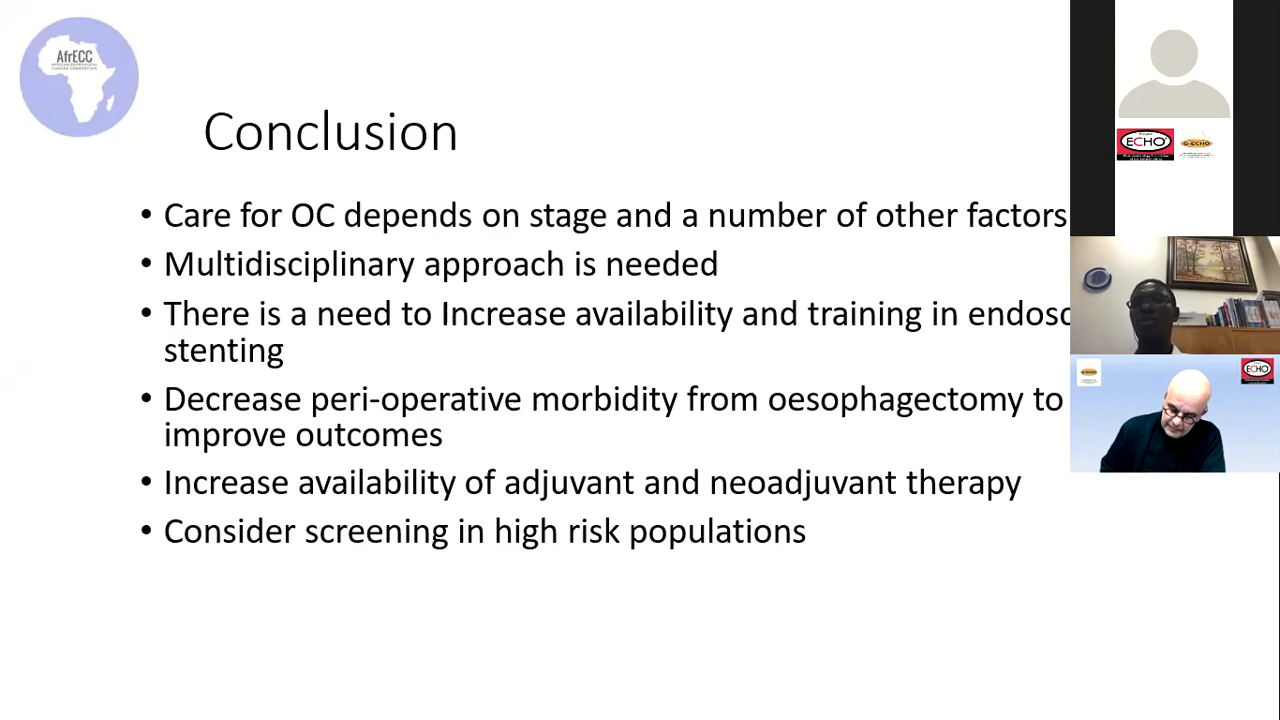 AfrECC
Conclusion
• Care for OC depends on stage and a number of other factors
• Multidisciplinary approach is needed
• There is a need to Increase availability and training in endosc
stenting
• Decrease peri-operative morbidity from oesophagectomy to
improve outcomes
• Increase availability of adjuvant and neoadjuvant therapy
• Consider screening in high risk populations
ECHO
G-ECHO
ECHO